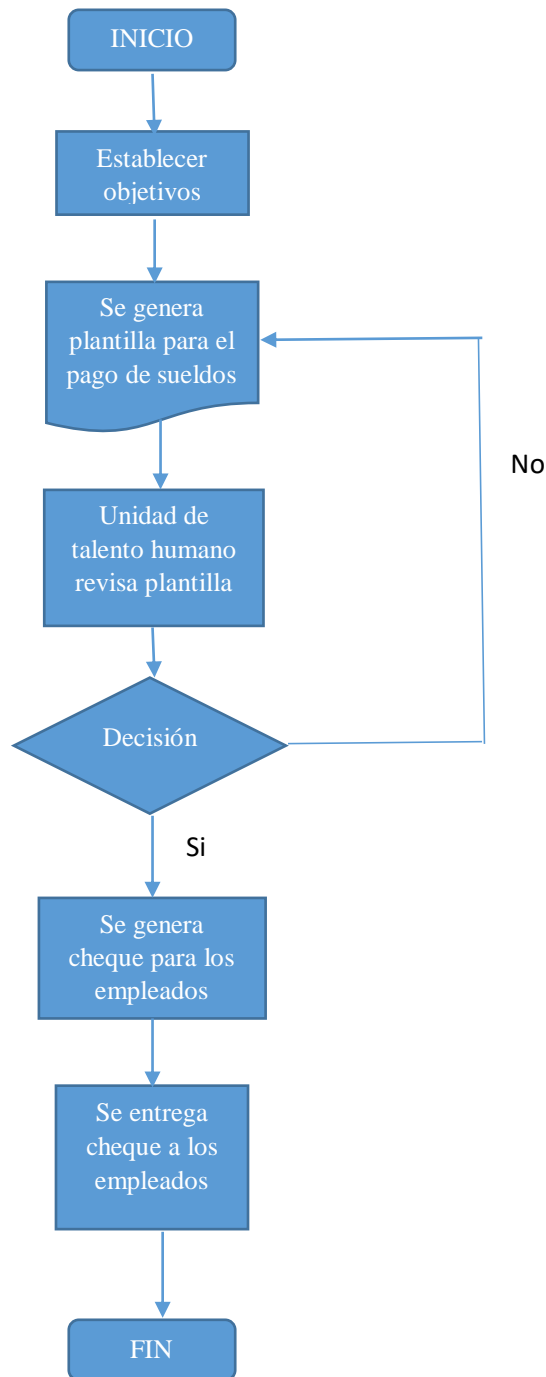 INICIO
Establecer
objetivos
Se genera
plantilla para el
pago de sueldos
No
Unidad de
talento humano
revisa plantilla
Decisión
Si
Se genera
cheque para los
empleados
Se entrega
cheque a los
empleados
FIN